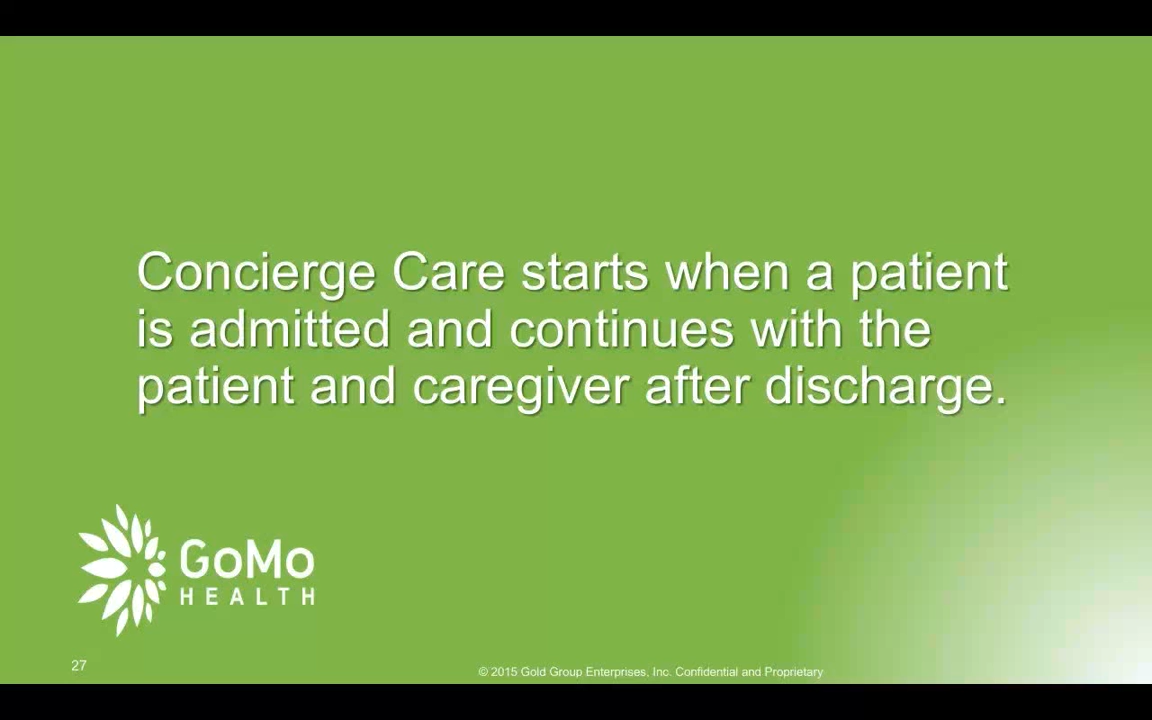 Concierge Care starts when a patient
is admitted and continues with the
patient and caregiver after discharge.
GoMo
HEALTH
27
© 2015 Gold Group Enterprises, Inc. Confidential and Proprietary